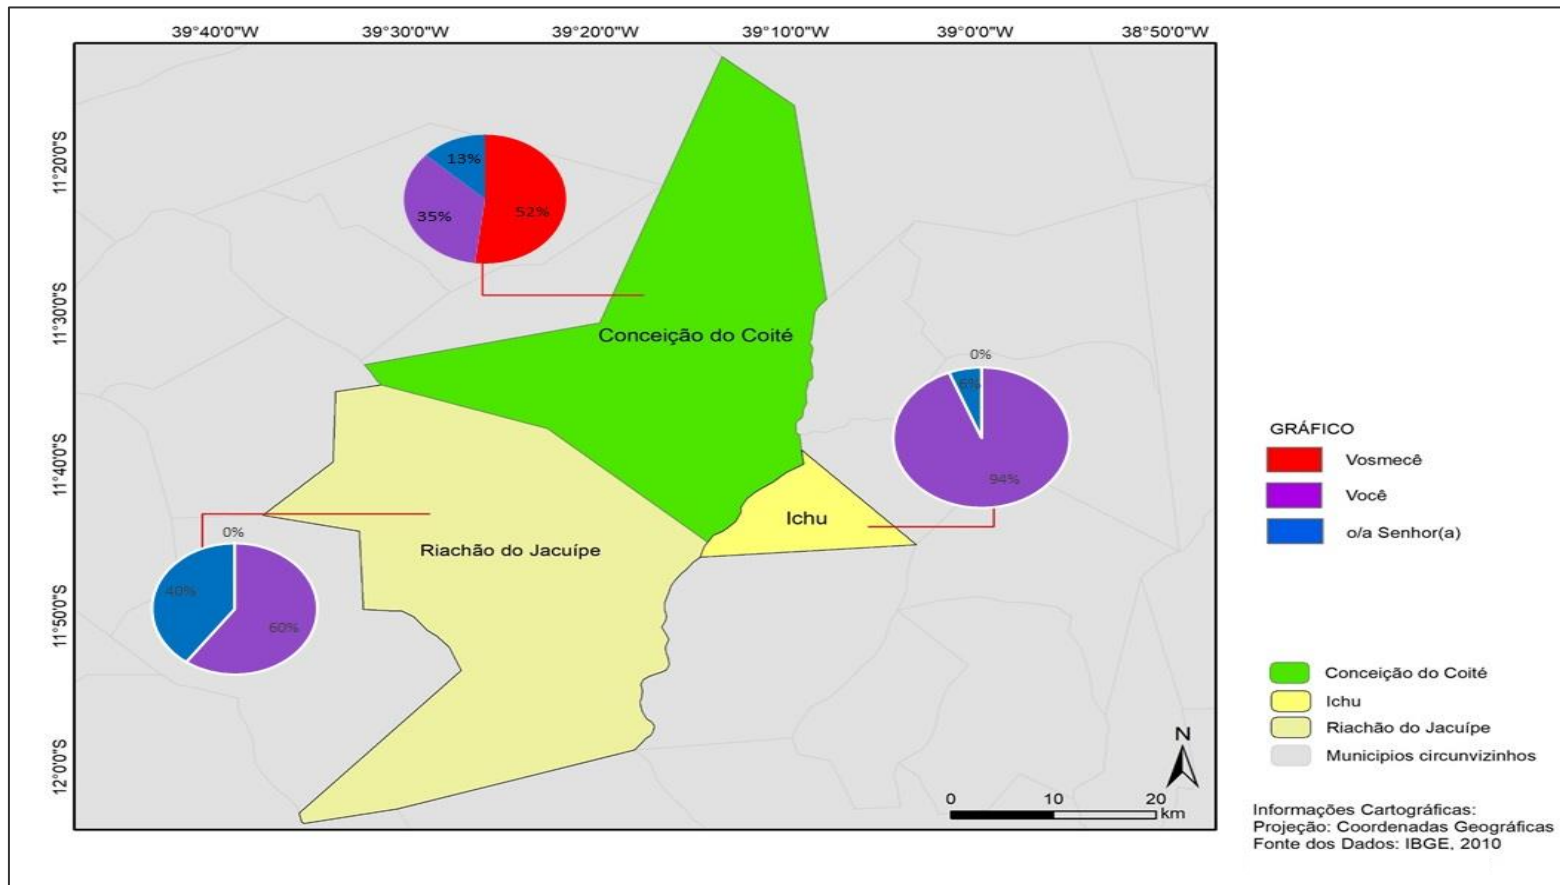 39°40'0"W 39°30'0"W 39°20'0"W 39°10'0"W 39°0'0"W 38°50'0"W
11°20'0"S
11°30'0"S
11°40'0"S
11°50'0"S
12°0'0"S
13%
35%
52%
Conceição do Coité
0%
6%
94%
Ichu
Riachão do Jacuípe
0%
40%
60%
N
0 10 20
km
GRÁFICO
Vosmecê
Você
o/a Senhor(a)
Conceição do Coité
Ichu
Riachão do Jacuípe
Municipios circunvizinhos
Informações Cartográficas:
Projeção: Coordenadas Geográficas
Fonte dos Dados: IBGE, 2010